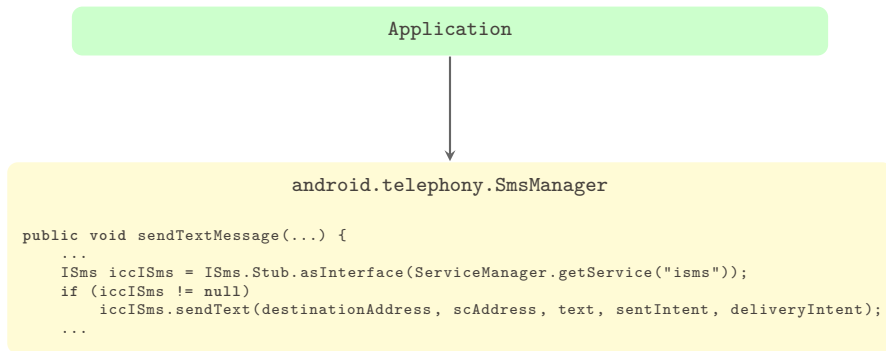 Application
android.telephony.SmsManager
public void sendTextMessage(...) {
    ...
    ISms iccISms = ISms.Stub.asInterface(ServiceManager.getService("isms"));
    if (iccISms != null)
        iccISms.sendText(destinationAddress, scAddress, text, sentIntent, deliveryIntent);
    ...